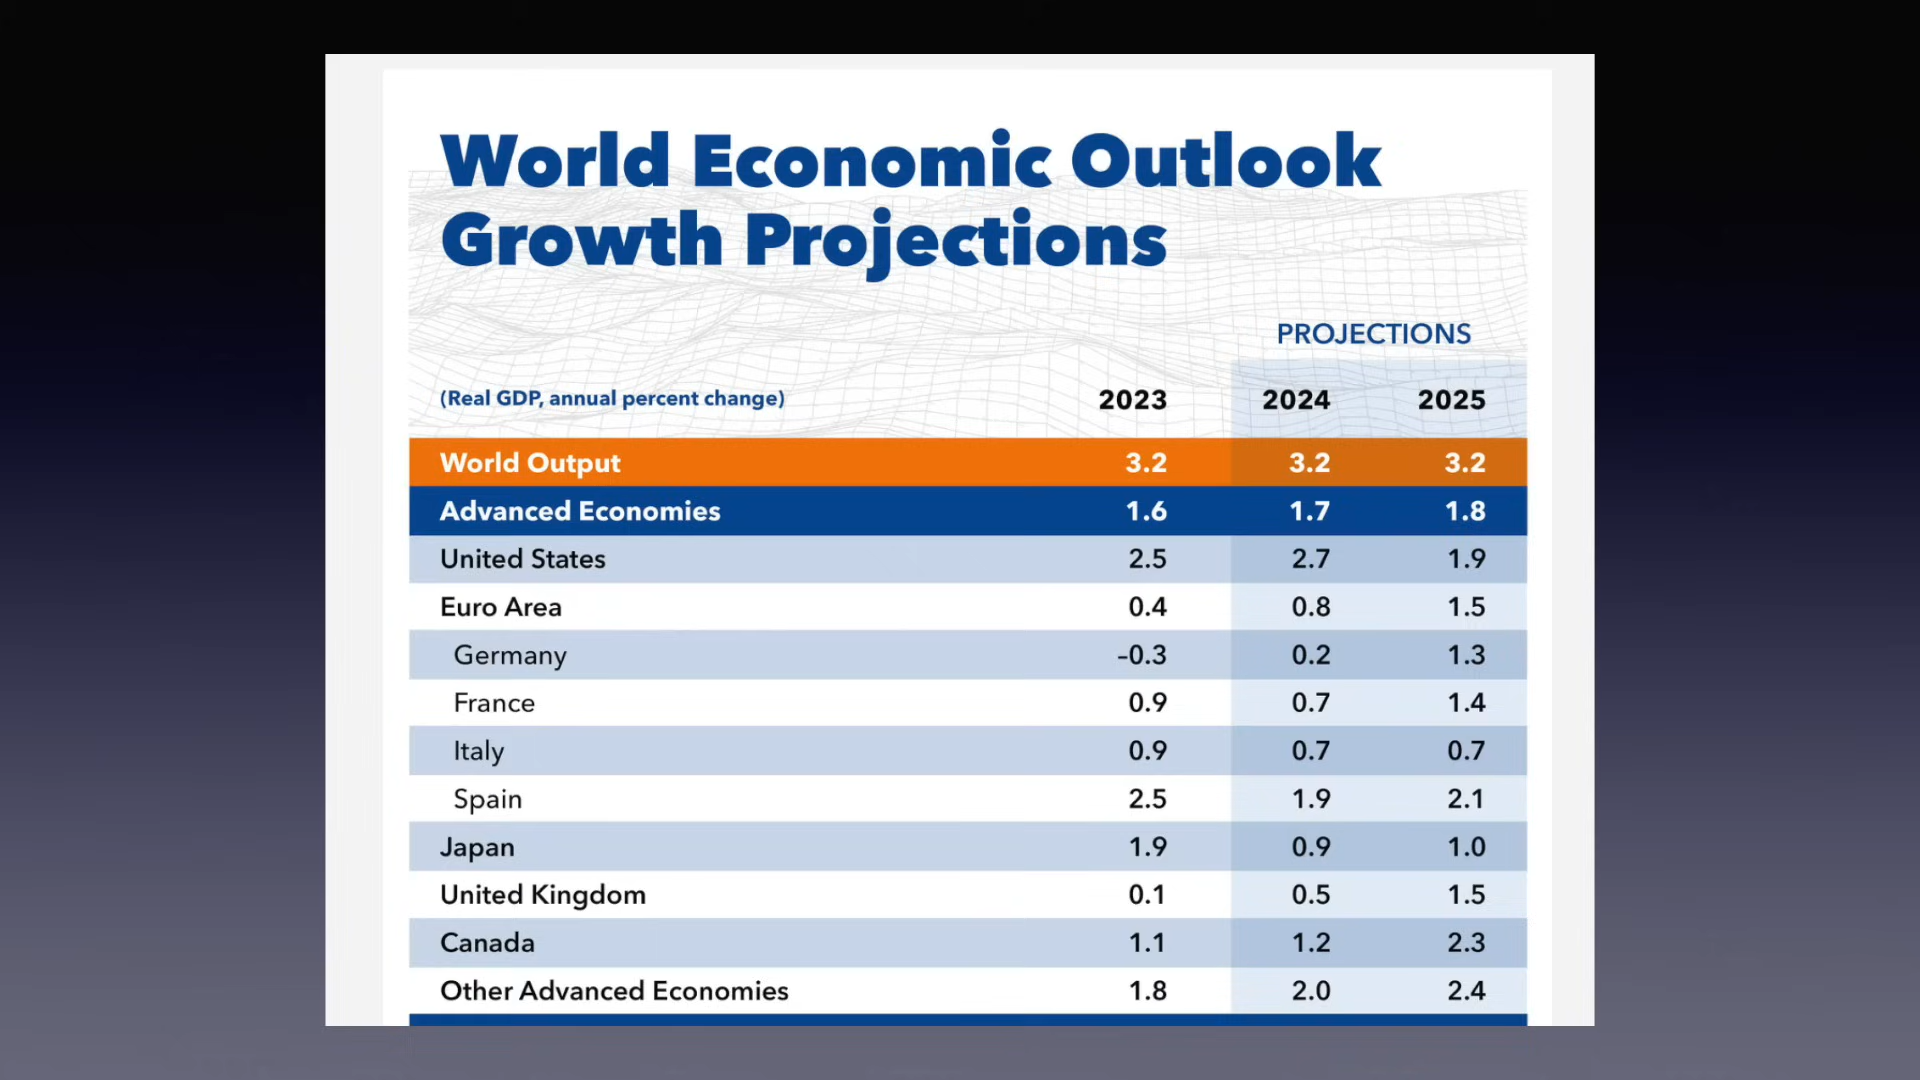 World Economic Outlook
Growth Projections
PROJECTIONS
(Real GDP, annual percent change) 2023 2024 2025
World Output 3.2 3.2 3.2
Advanced Economies 1.6 1.7 1.8
United States 2.5 2.7 1.9
Euro Area 0.4 0.8 1.5
Germany –0.3 0.2 1.3
France 0.9 0.7 1.4
Italy 0.9 0.7 0.7
Spain 2.5 1.9 2.1
Japan 1.9 0.9 1.0
United Kingdom 0.1 0.5 1.5
Canada 1.1 1.2 2.3
Other Advanced Economies 1.8 2.0 2.4